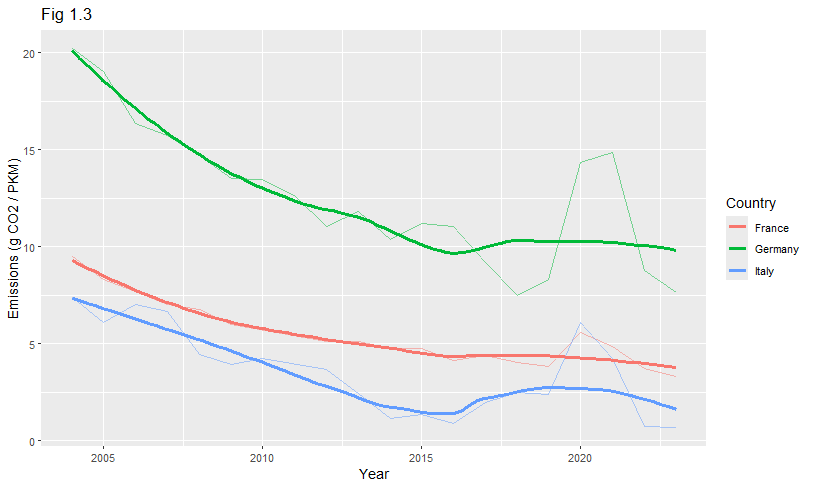 Fig 1.3
Emissions (g CO2 / PKM)
20
15
10
5
0
2005
2010
2015
2020
Year
Country
France
Germany
Italy